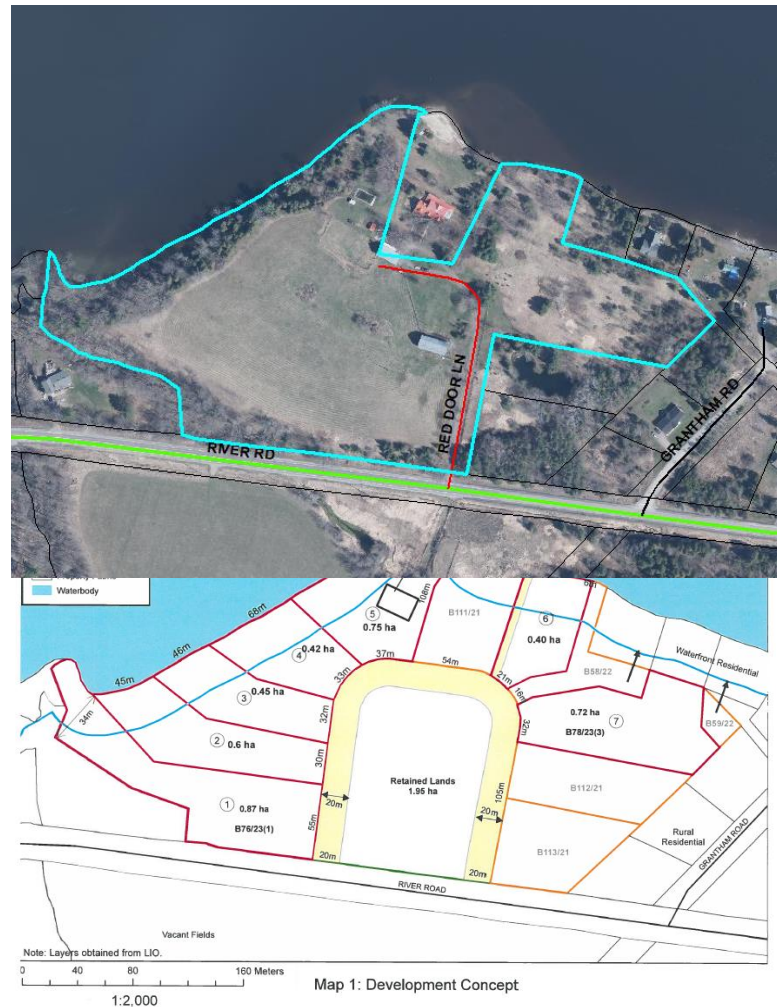 RED DOOR LN
RIVER RD
GRANTHAM RD
Waterbody
68m
46m
45m
34m
108m
5
0.75 ha
B111/21
6
0.40 ha
Waterfront Residential
4
0.42 ha
37m
54m
33m
21m
16m
B58/22
3
0.45 ha
32m
32m
0.72 ha
7
B78/23(3)
B59/22
2
0.6 ha
30m
Retained Lands
1.95 ha
105m
B112/21
1
0.87 ha
B76/23(1)
55m
20m
20m
B113/21
Rural
Residential
GRANTHAM ROAD
20m
20m
RIVER ROAD
Vacant Fields
Note: Layers obtained from LIO.
0 40 80 160 Meters
1:2,000
Map 1: Development Concept